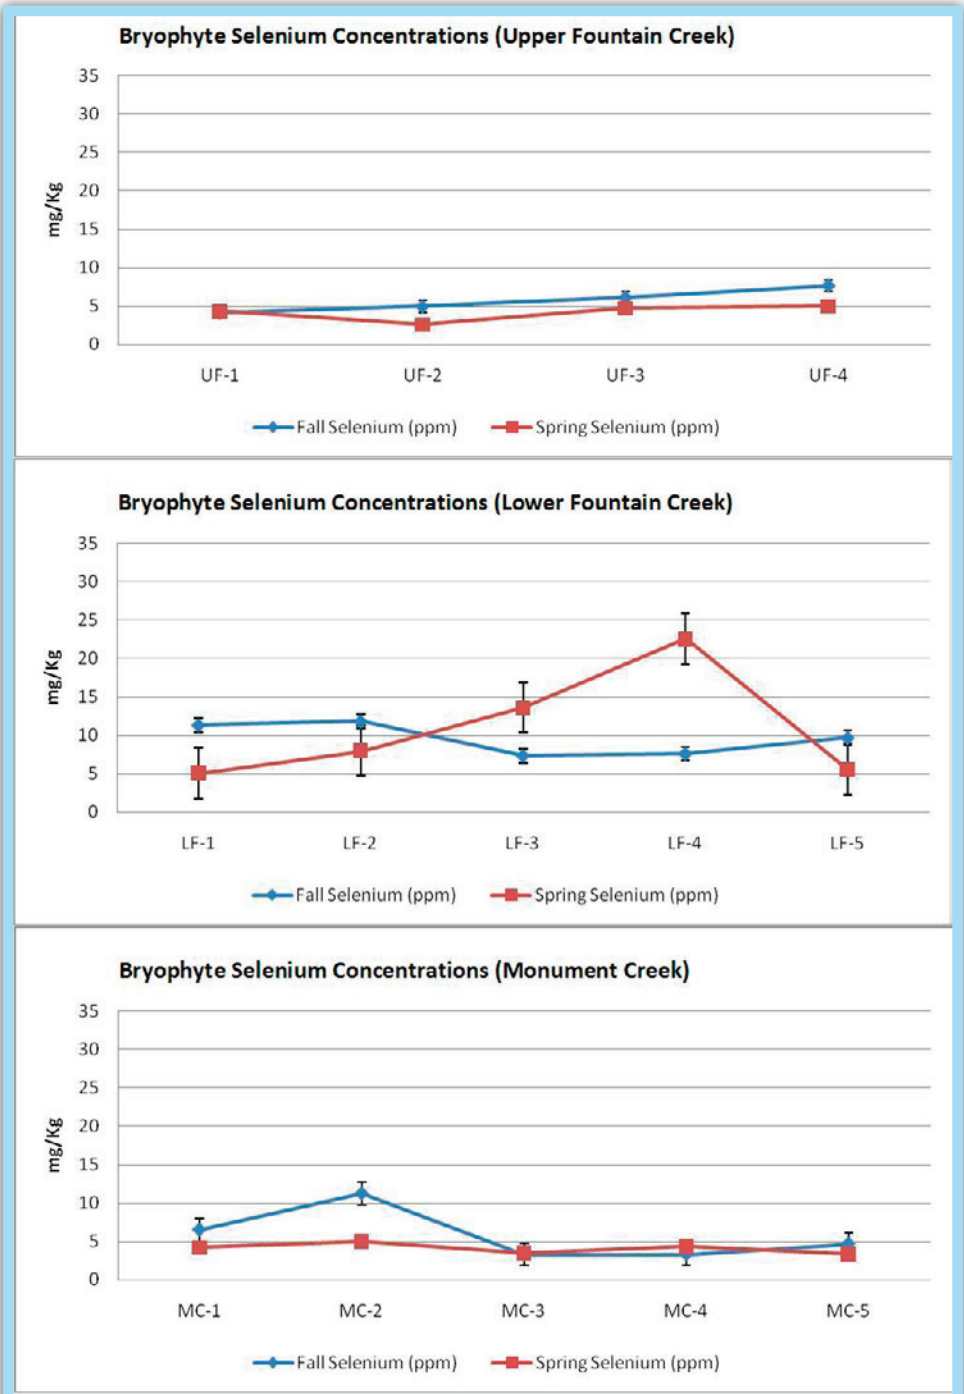 Bryophyte Selenium Concentrations (Upper Fountain Creek)
35
30
25
20
15
10
5
0
mg/Kg
UF-1 UF-2 UF-3 UF-4
Fall Selenium (ppm) Spring Selenium (ppm)
Bryophyte Selenium Concentrations (Lower Fountain Creek)
35
30
25
20
15
10
5
0
mg/Kg
LF-1 LF-2 LF-3 LF-4 LF-5
Fall Selenium (ppm) Spring Selenium (ppm)
Bryophyte Selenium Concentrations (Monument Creek)
35
30
25
20
15
10
5
0
mg/Kg
MC-1 MC-2 MC-3 MC-4 MC-5
Fall Selenium (ppm) Spring Selenium (ppm)